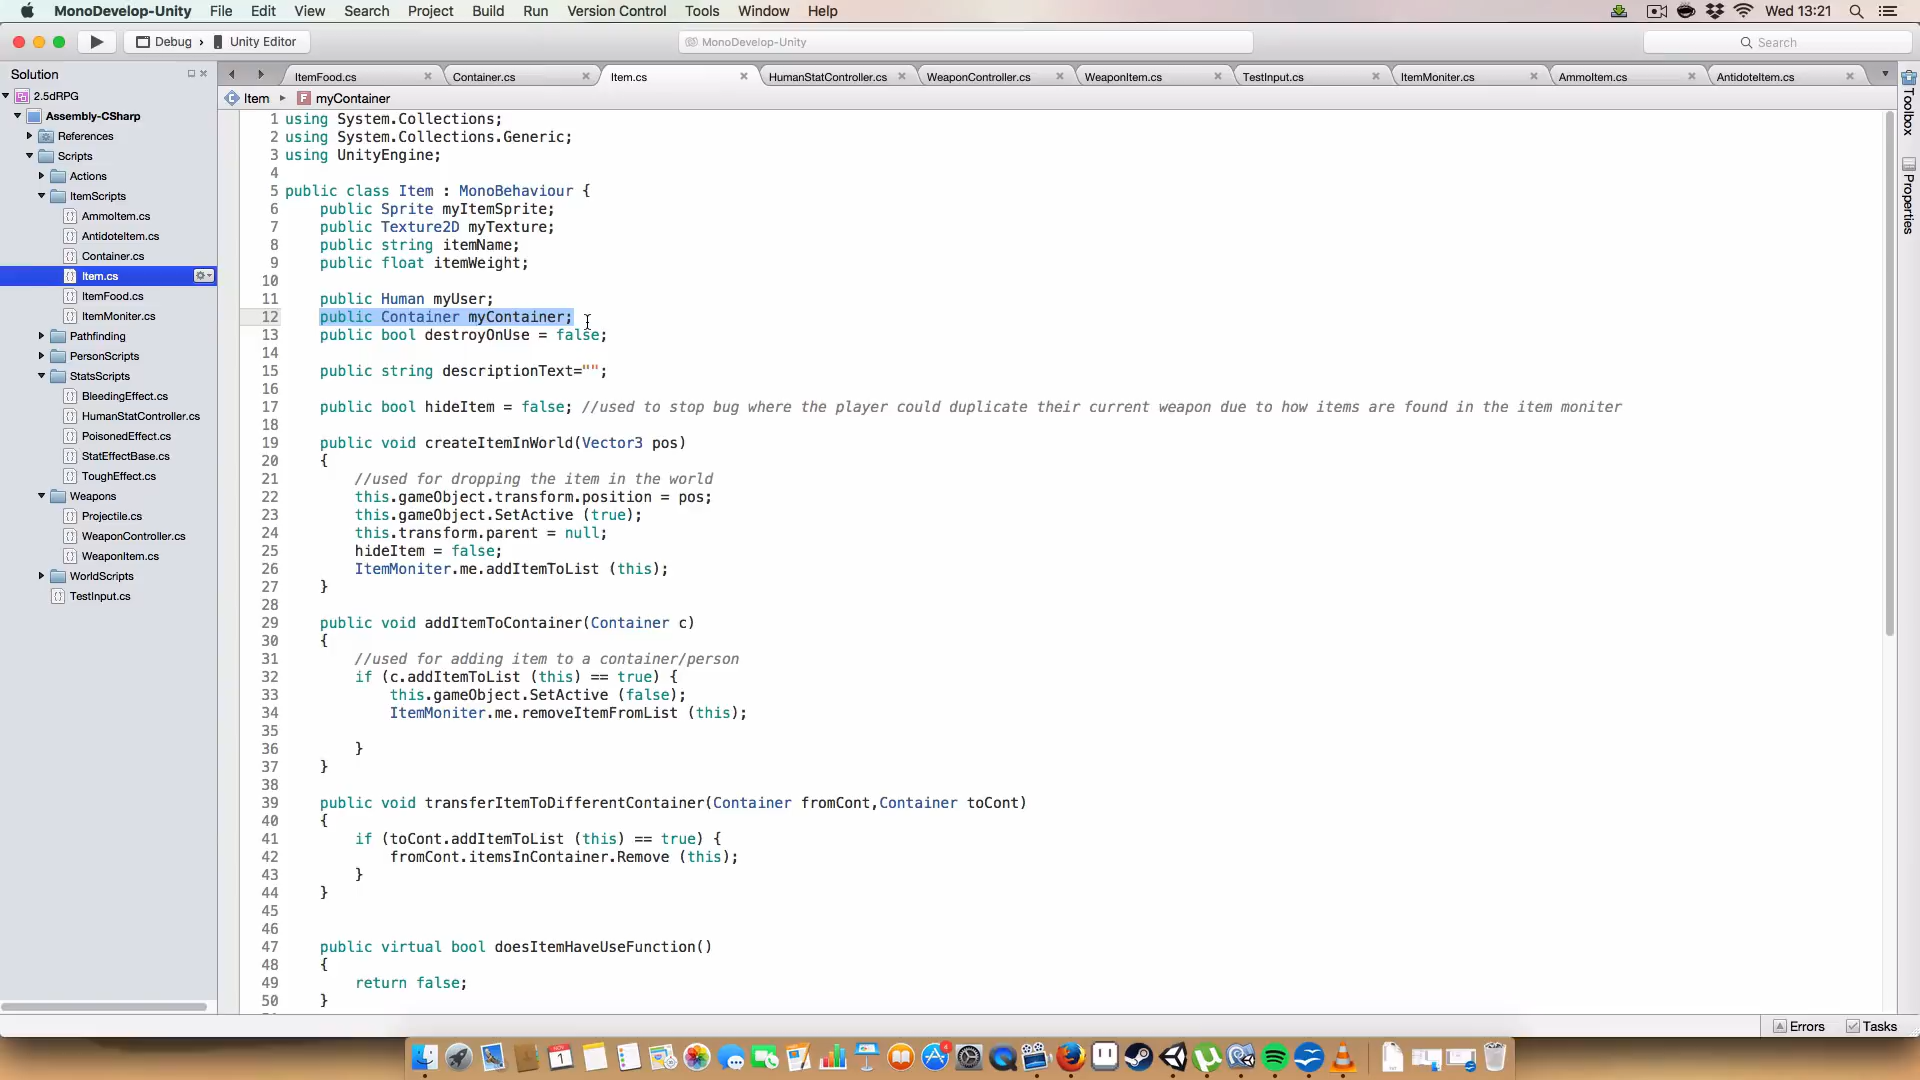 MonoDevelop-Unity File Edit View Search Project Build Run Version Control Tools Window Help Wed 13:21
Debug › Unity Editor MonoDevelop-Unity Search
Solution
ItemFood.cs Container.cs Item.cs HumanStatController.cs WeaponController.cs WeaponItem.cs TestInput.cs ItemMoniter.cs AmmoItem.cs AntidoteItem.cs
Item myContainer
2.5dRPG
Assembly-CSharp
References
Scripts
Actions
ItemScripts
AmmoItem.cs
AntidoteItem.cs
Container.cs
Item.cs
ItemFood.cs
ItemMoniter.cs
Pathfinding
PersonScripts
StatsScripts
BleedingEffect.cs
HumanStatController.cs
PoisonedEffect.cs
StatEffectBase.cs
ToughEffect.cs
Weapons
Projectile.cs
WeaponController.cs
WeaponItem.cs
WorldScripts
TestInput.cs
1 using System.Collections;
2 using System.Collections.Generic;
3 using UnityEngine;
4
5 public class Item : MonoBehaviour {
6 public Sprite myItemSprite;
7 public Texture2D myTexture;
8 public string itemName;
9 public float itemWeight;
10
11 public Human myUser;
12 public Container myContainer;
13 public bool destroyOnUse = false;
14
15 public string descriptionText="";
16
17 public bool hideItem = false; //used to stop bug where the player could duplicate their current weapon due to how items are found in the item moniter
18
19 public void createItemInWorld(Vector3 pos)
20 {
21 //used for dropping the item in the world
22 this.gameObject.transform.position = pos;
23 this.gameObject.SetActive (true);
24 this.transform.parent = null;
25 hideItem = false;
26 ItemMoniter.me.addItemToList (this);
27 }
28
29 public void addItemToContainer(Container c)
30 {
31 //used for adding item to a container/person
32 if (c.addItemToList (this) == true) {
33 this.gameObject.SetActive (false);
34 ItemMoniter.me.removeItemFromList (this);
35
36 }
37 }
38
39 public void transferItemToDifferentContainer(Container fromCont,Container toCont)
40 {
41 if (toCont.addItemToList (this) == true) {
42 fromCont.itemsInContainer.Remove (this);
43 }
44 }
45
46
47 public virtual bool doesItemHaveUseFunction()
48 {
49 return false;
50 }
Toolbox
Properties
Errors Tasks